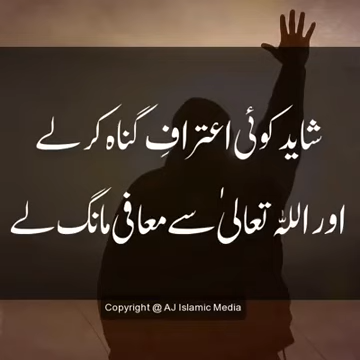 شاید کوئی اعترافِ گناہ کر لے
اور اللہ تعالیٰ سے معافی مانگ لے
Copyright @ AJ Islamic Media